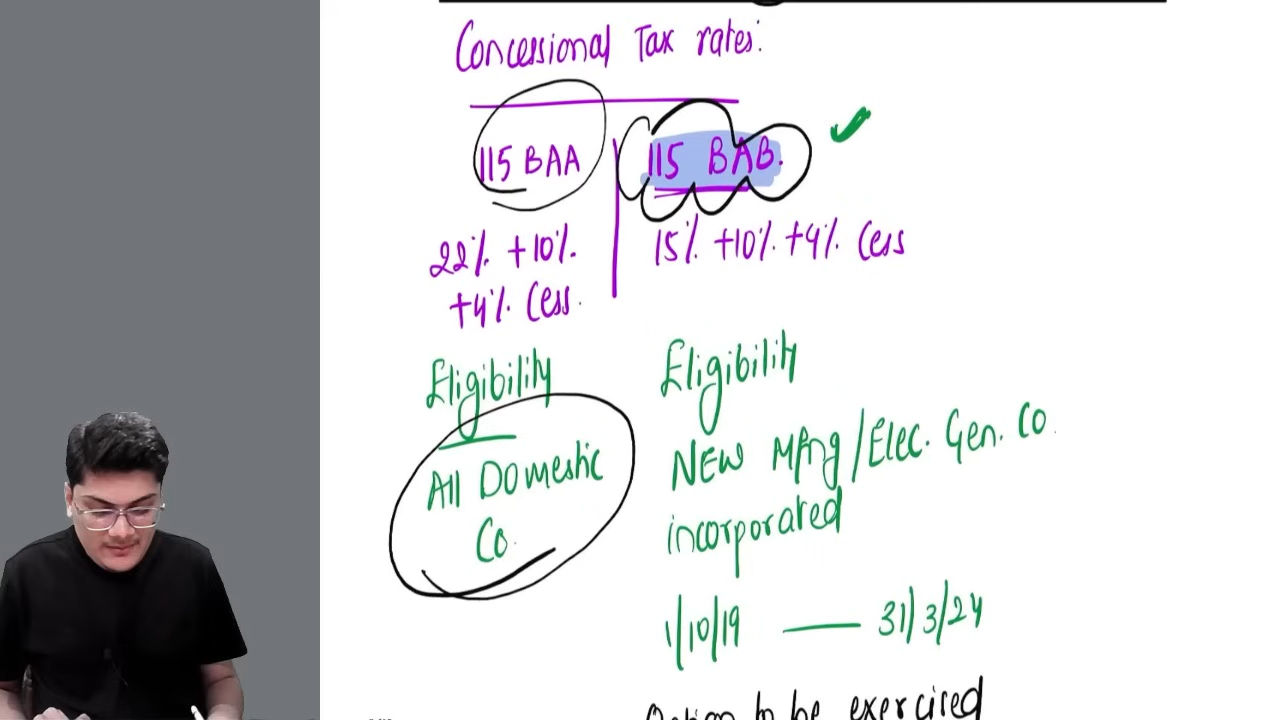 Concessional Tax rates:
115 BAA
22% +10%
+4% Cess.
Eligibility
All Domestic
Co.
115 BAB.
15% +10% +4% Cess
Eligibility
NEW Mfng/Elec. Gen. Co.
incorporated
1/10/19 — 31/3/24
Option to be exercised